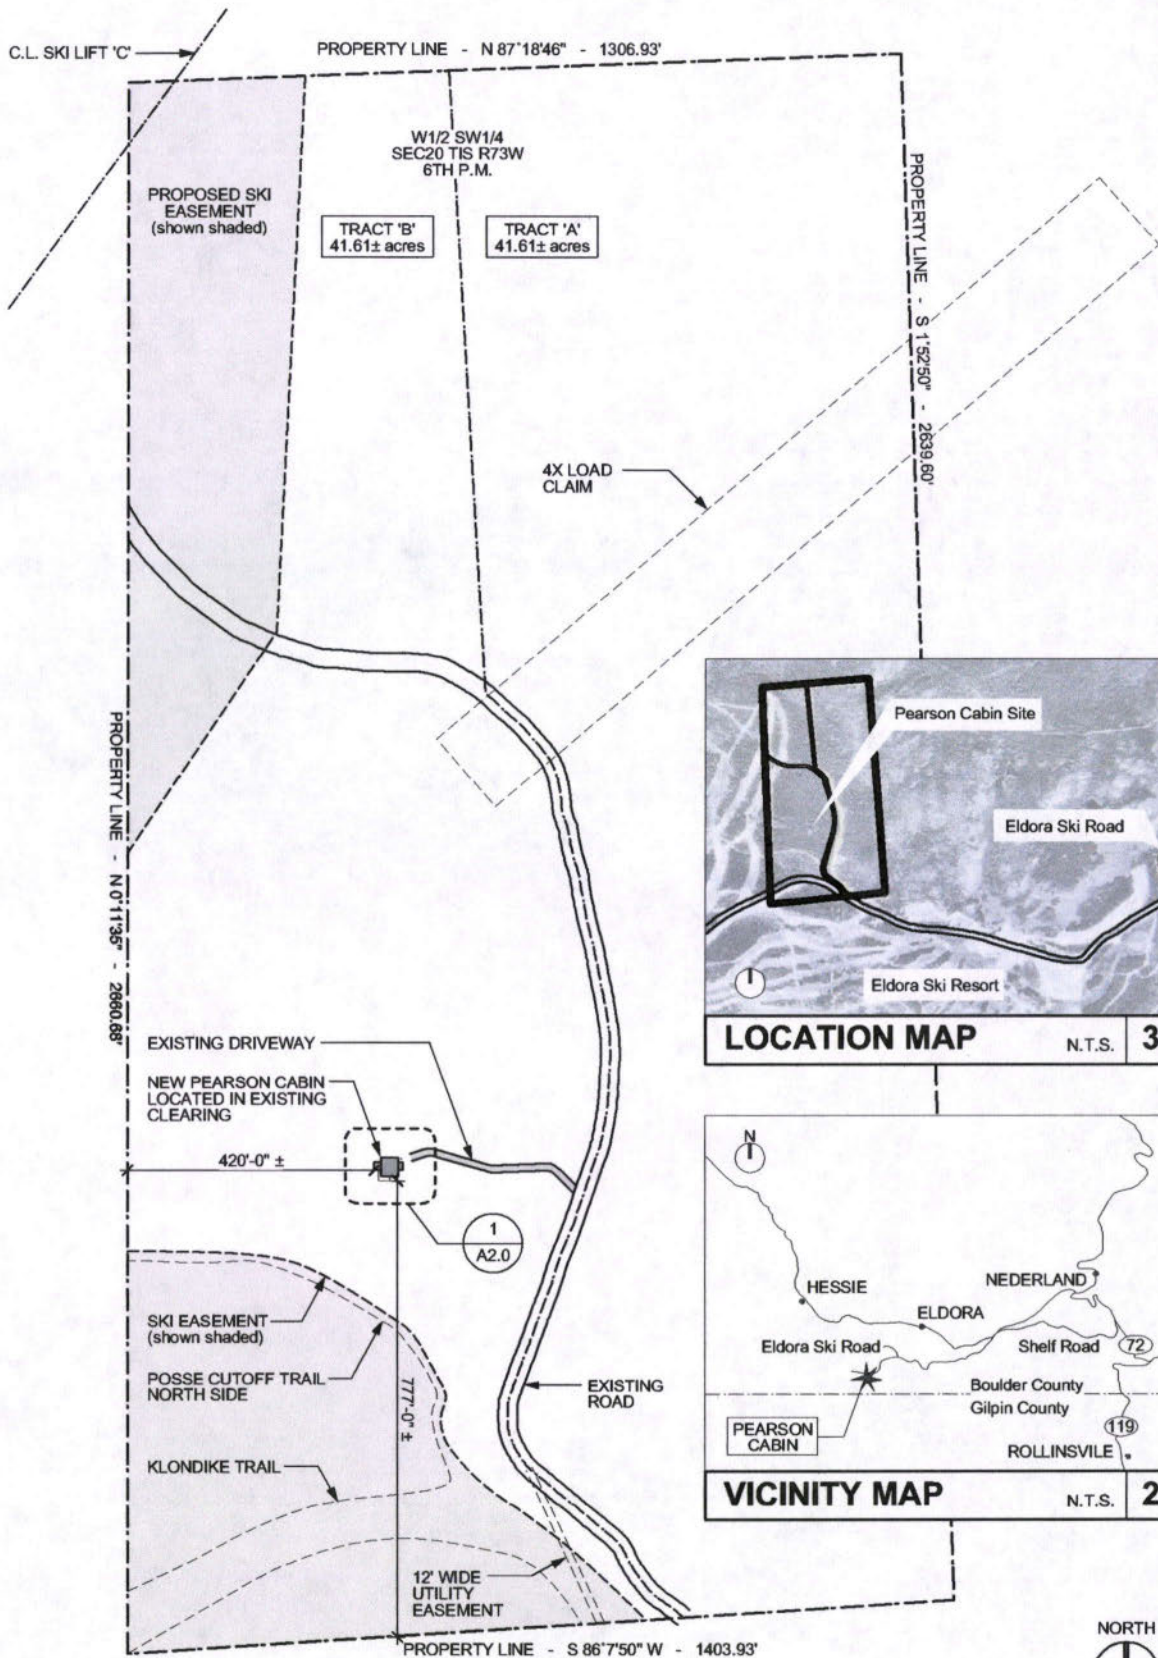 C.L. SKI LIFT 'C'
PROPERTY LINE - N 87°18'46" - 1306.93'
W1/2 SW1/4
SEC20 TIS R73W
6TH P.M.
PROPOSED SKI
EASEMENT
(shown shaded)
TRACT 'B'
41.61± acres
TRACT 'A'
41.61± acres
PROPERTY LINE - S 1°52'50" - 2639.60'
4X LOAD
CLAIM
PROPERTY LINE - N 0°11'35" - 2660.68'
Pearson Cabin Site
Eldora Ski Road
Eldora Ski Resort
LOCATION MAP N.T.S. 3
EXISTING DRIVEWAY
NEW PEARSON CABIN
LOCATED IN EXISTING
CLEARING
420'-0" ±
1
A2.0
N
HESSIE
NEDERLAND
ELDORA
Eldora Ski Road
Shelf Road
72
Boulder County
Gilpin County
119
PEARSON
CABIN
ROLLINSVILE
VICINITY MAP N.T.S. 2
SKI EASEMENT
(shown shaded)
POSSE CUTOFF TRAIL
NORTH SIDE
777'-0" ±
EXISTING
ROAD
KLONDIKE TRAIL
12' WIDE
UTILITY
EASEMENT
PROPERTY LINE - S 86°7'50" W - 1403.93'
NORTH